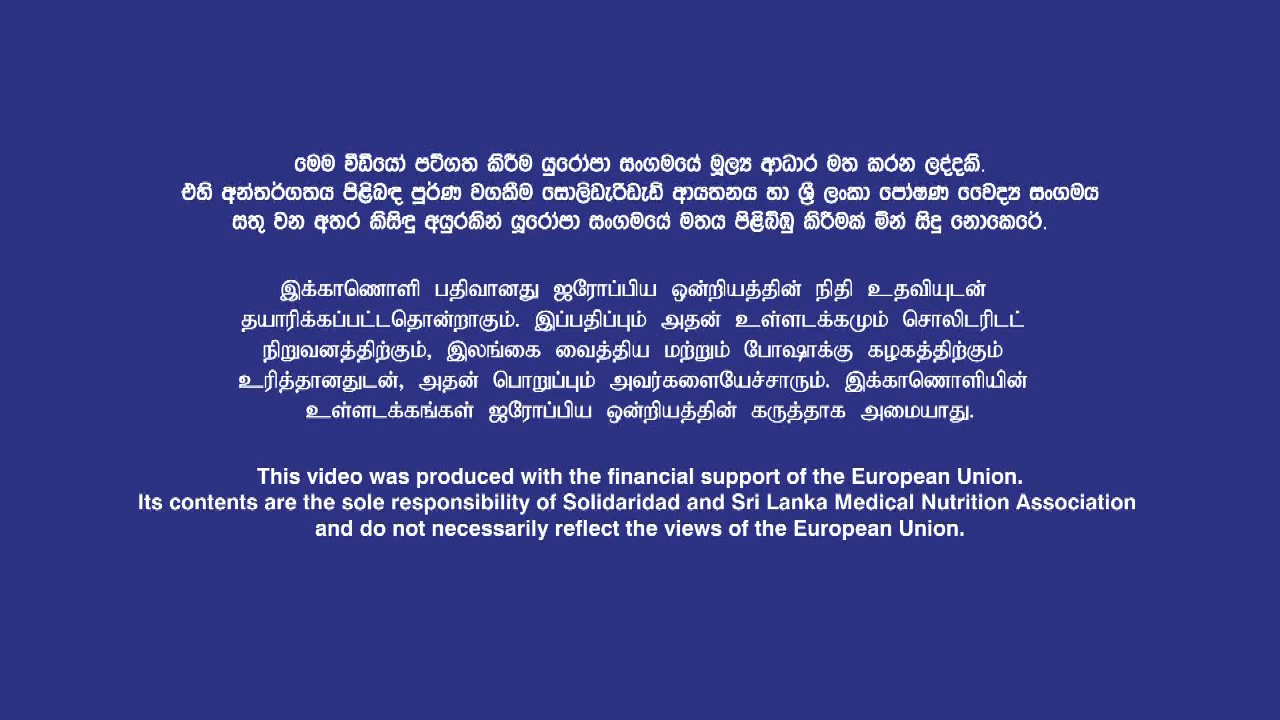 මෙම වීඩියෝ පටිගත කිරීම යුරෝපා සංගමයේ මූල්‍ය ආධාර මත කරන ලද්දකි.
එහි අන්තර්ගතය පිළිබඳ පුර්ණ වගකීම සොලිඩැරිඩැඩ් ආයතනය හා ශ්‍රී ලංකා පෝෂණ වෛද්‍ය සංගමය
සතු වන අතර කිසිඳු අයුරකින් යූරෝපා සංගමයේ මතය පිළිබිඹු කිරීමක් මින් සිදු නොකෙරේ.
இக்காணொளி பதிவானது ஐரோப்பிய ஒன்றியத்தின் நிதி உதவியுடன்
தயாரிக்கப்பட்டதொன்றாகும். இப்பதிப்பும் அதன் உள்ளடக்கமும் சொலிடரிடட்
நிறுவனத்திற்கும், இலங்கை வைத்திய மற்றும் போஷாக்கு கழகத்திற்கும்
உரித்தானதுடன், அதன் பொறுப்பும் அவர்களையேச்சாரும். இக்காணொளியின்
உள்ளடக்கங்கள் ஐரோப்பிய ஒன்றியத்தின் கருத்தாக அமையாது.
This video was produced with the financial support of the European Union.
Its contents are the sole responsibility of Solidaridad and Sri Lanka Medical Nutrition Association
and do not necessarily reflect the views of the European Union.